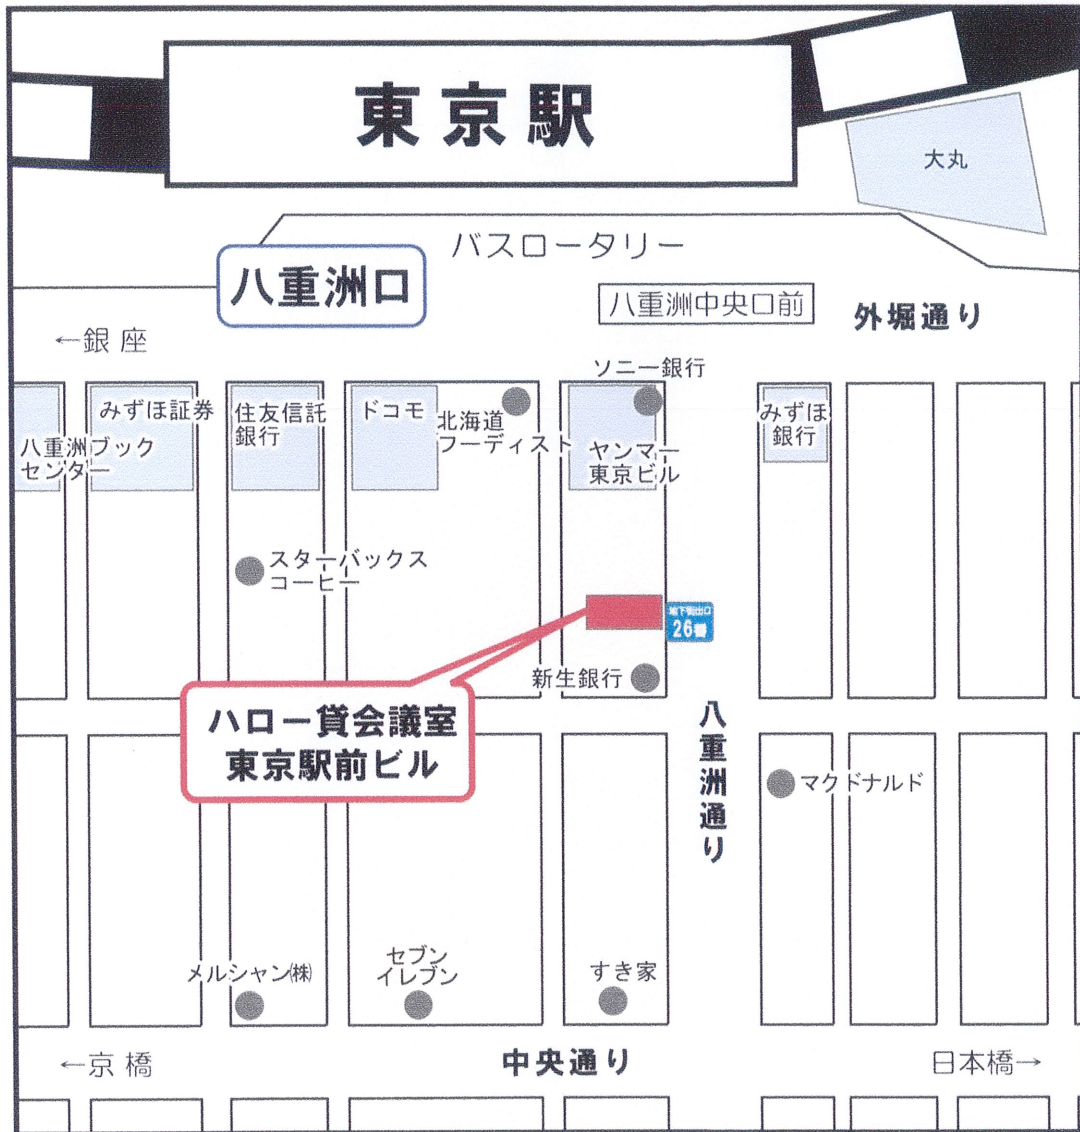 東京駅
大丸
バスロータリー
八重洲口
八重洲中央口前
外堀通り
←銀座
ソニー銀行
みずほ証券
住友信託
銀行
ドコモ
北海道
フーディスト
みずほ
銀行
八重洲ブック
センター
ヤンマー
東京ビル
スターバックス
コーヒー
地下街出口
26番
新生銀行
ハロー貸会議室
東京駅前ビル
八重洲通り
マクドナルド
メルシャン㈱
セブン
イレブン
すき家
←京橋
中央通り
日本橋→